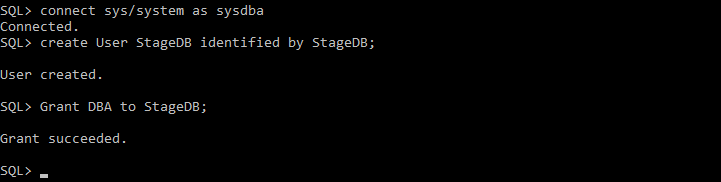 SQL> connect sys/system as sysdba
Connected.
SQL> create User StageDB identified by StageDB;
User created.
SQL> Grant DBA to StageDB;
Grant succeeded.
SQL>